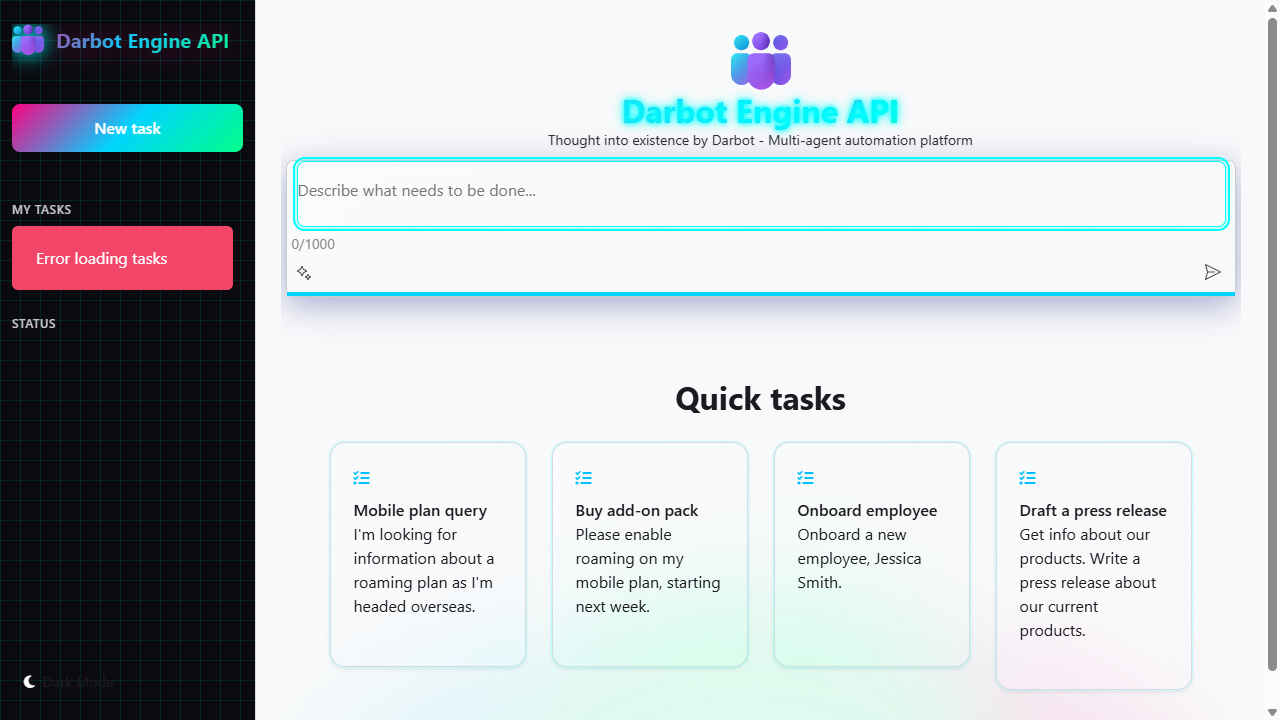 Darbot Engine API
New task
MY TASKS
Error loading tasks
STATUS
Dark Mode
Darbot Engine API
Thought into existence by Darbot - Multi-agent automation platform
Describe what needs to be done...
0/1000
Quick tasks
Mobile plan query
I'm looking for
information about a
roaming plan as I'm
headed overseas.
Buy add-on pack
Please enable
roaming on my
mobile plan, starting
next week.
Onboard employee
Onboard a new
employee, Jessica
Smith.
Draft a press release
Get info about our
products. Write a
press release about
our current
products.